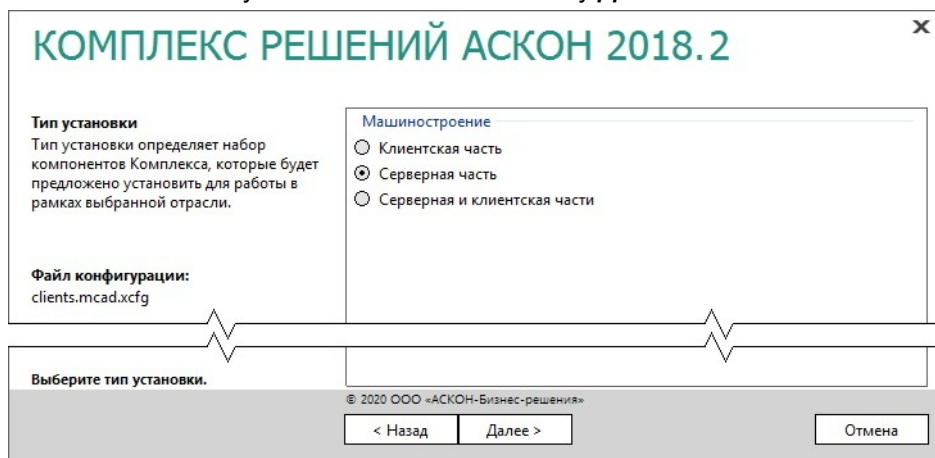 КОМПЛЕКС РЕШЕНИЙ АСКОН 2018.2
Тип установки
Тип установки определяет набор
компонентов Комплекса, которые будет
предложено установить для работы в
рамках выбранной отрасли.
Файл конфигурации:
clients.mcad.xcfg
Выберите тип установки.
Машиностроение
Клиентская часть
Серверная часть
Серверная и клиентская части
© 2020 ООО «АСКОН-Бизнес-решения»
< Назад
Далее >
Отмена